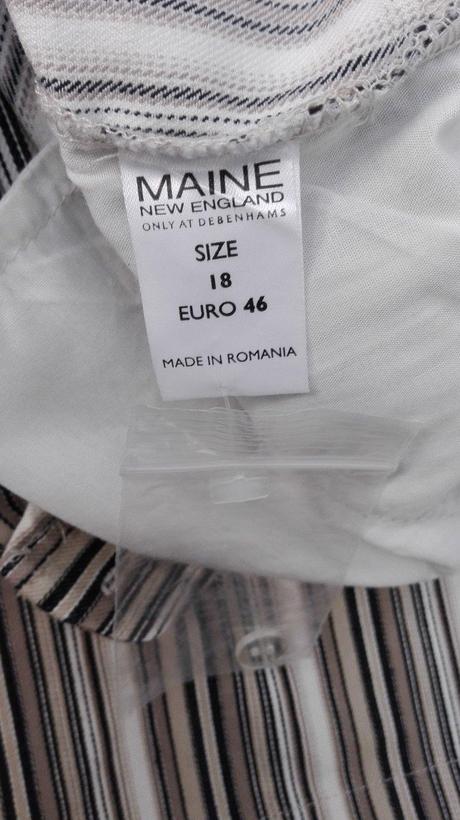 MAINE
NEW ENGLAND
ONLY AT DEBENHAMS
SIZE
18
EURO 46
MADE IN ROMANIA